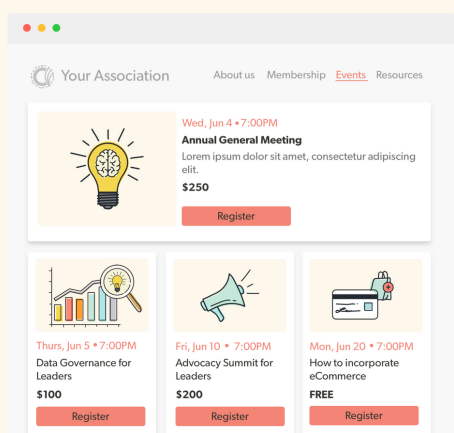 Your Association
About us Membership Events Resources
Wed, Jun 4 • 7:00PM
Annual General Meeting
Lorem ipsum dolor sit amet, consectetur adipiscing
elit.
$250
Register
Thurs, Jun 5 • 7:00PM
Data Governance for
Leaders
$100
Register
Fri, Jun 10 • 7:00PM
Advocacy Summit for
Leaders
$200
Register
Mon, Jun 20 • 7:00PM
How to incorporate
eCommerce
FREE
Register